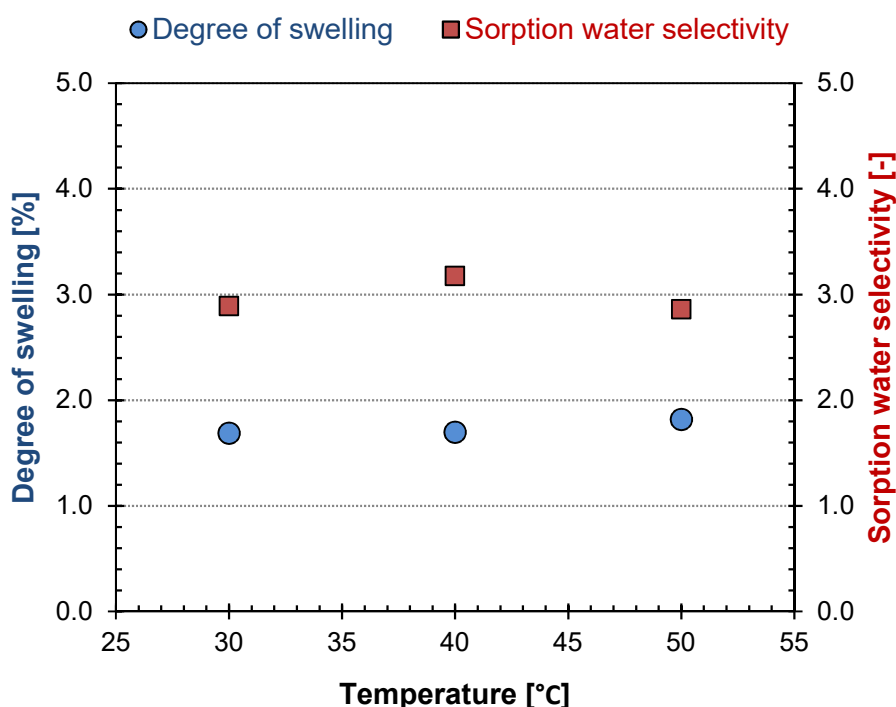 Degree of swelling Sorption water selectivity
5.0 5.0
4.0 4.0
3.0 3.0
2.0 2.0
1.0 1.0
0.0 0.0
Degree of swelling [%]
Sorption water selectivity [-]
25 30 35 40 45 50 55
Temperature [°C]